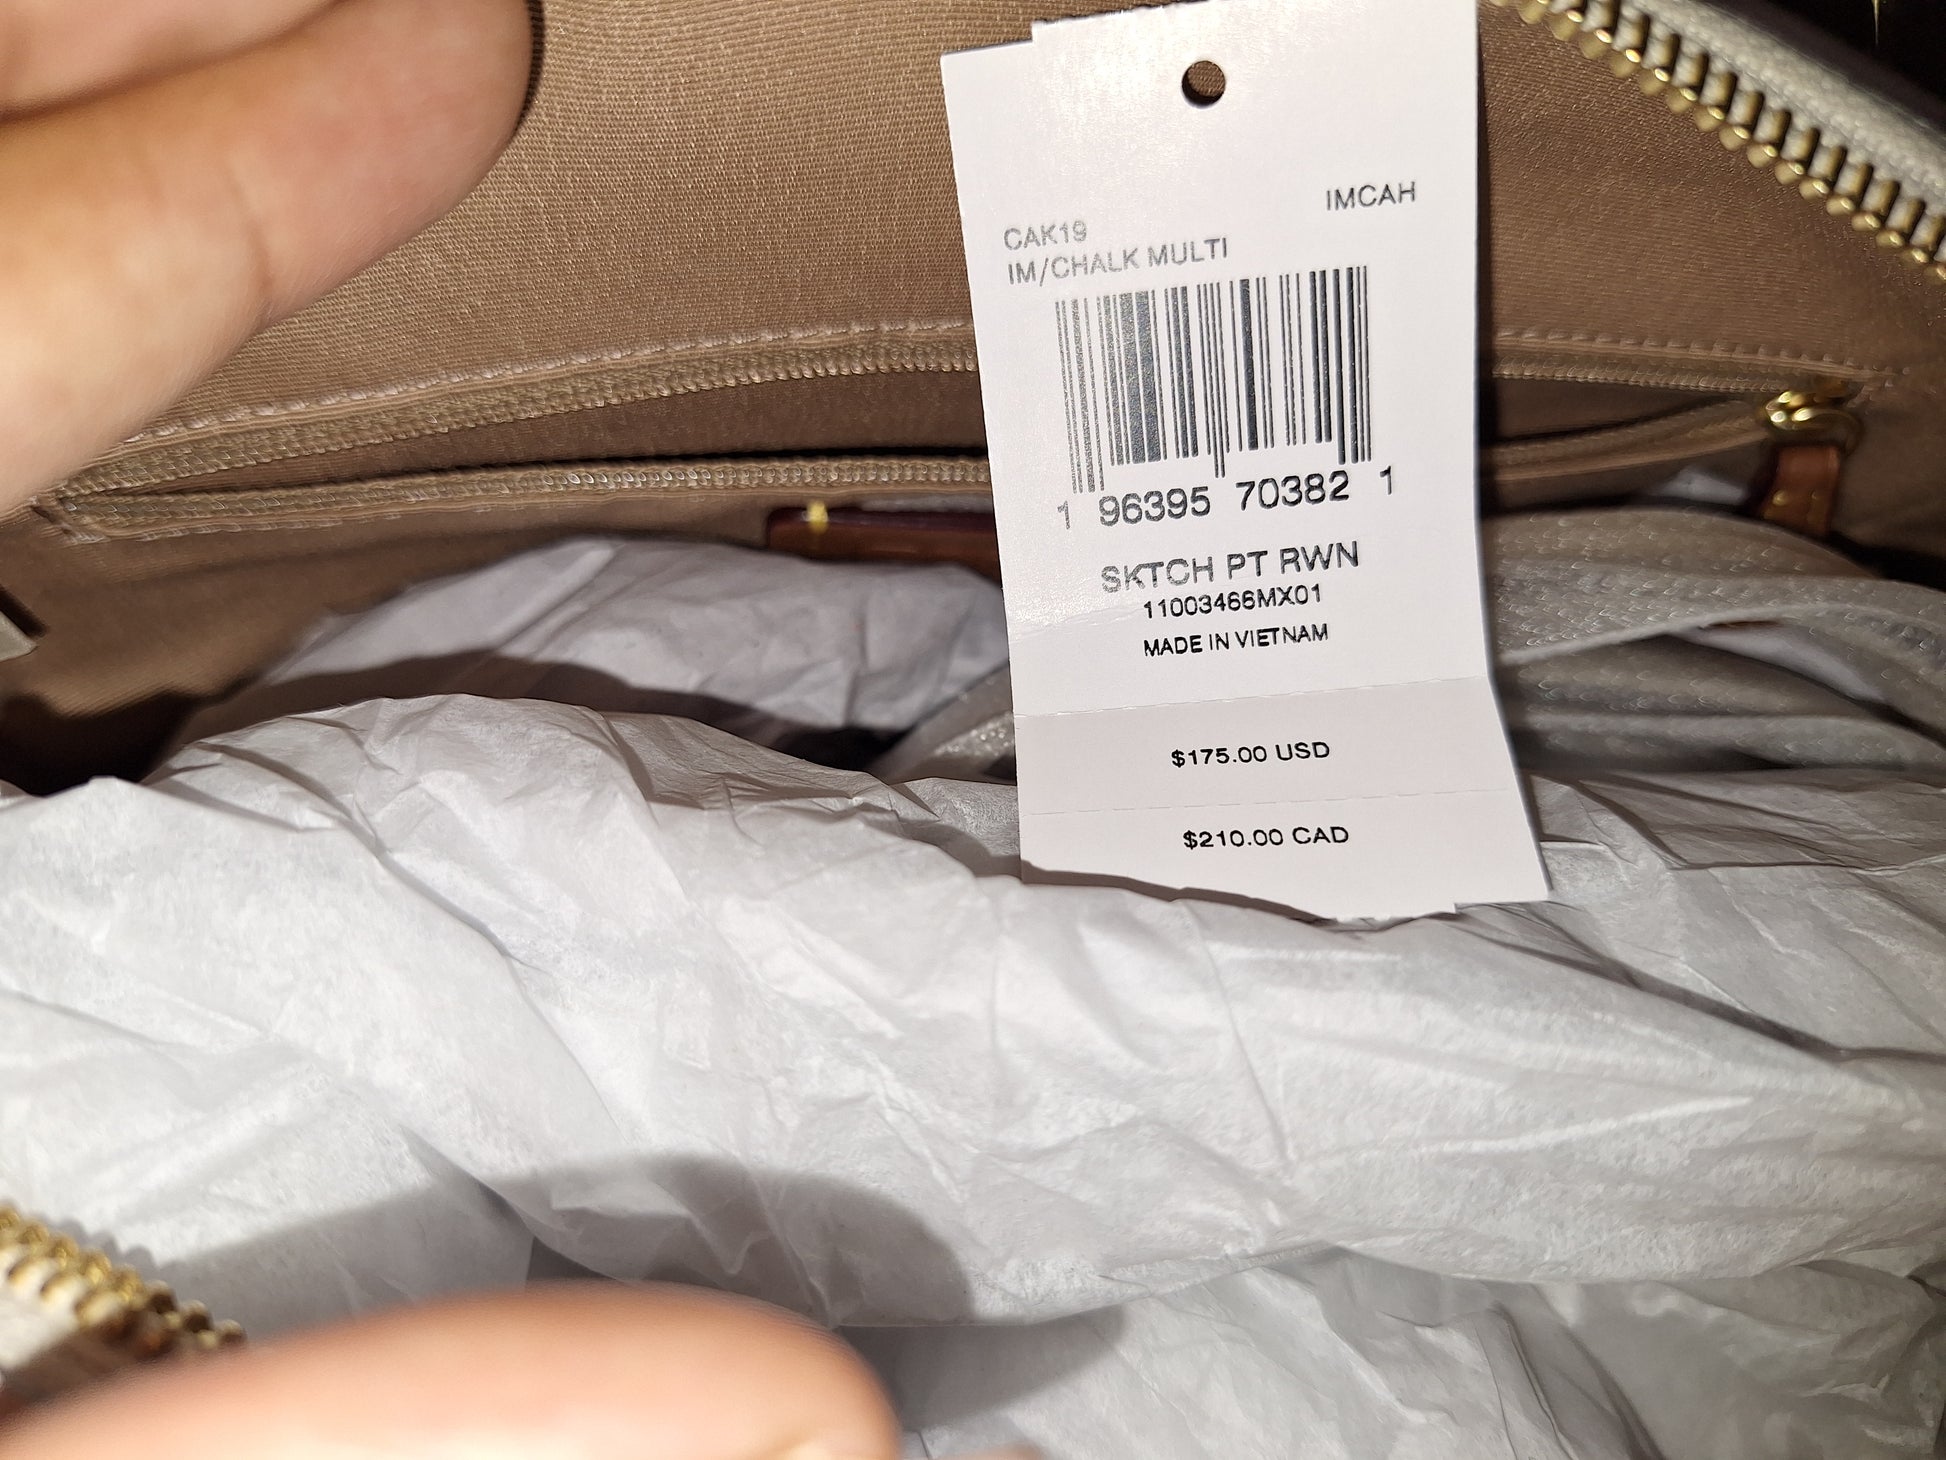 IMCAH
CAK19
IM/CHALK MULTI
1 96395 70382 1
SKTCH PT RWN
11003466MX01
MADE IN VIETNAM
$175.00 USD
$210.00 CAD